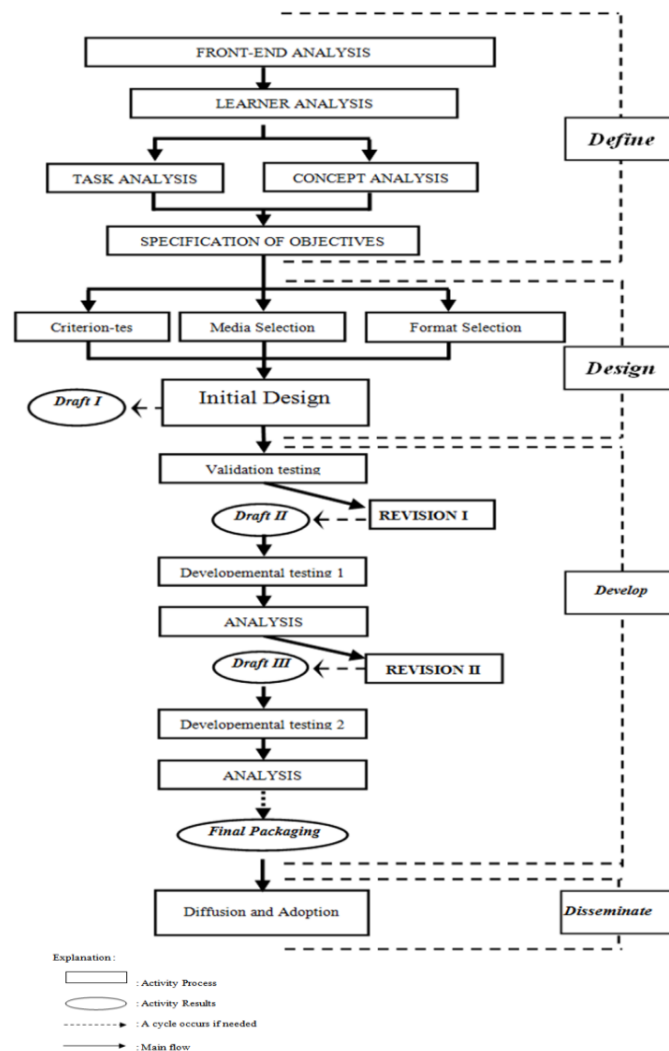 FRONT-END ANALYSIS
LEARNER ANALYSIS
Define
TASK ANALYSIS
CONCEPT ANALYSIS
SPECIFICATION OF OBJECTIVES
Criterion-tes
Media Selection
Format Selection
Design
Initial Design
Draft I
Validation testing
REVISION I
Draft II
Developemental testing 1
Develop
ANALYSIS
Draft III
REVISION II
Developemental testing 2
ANALYSIS
Final Packaging
Diffusion and Adoption
Disseminate
Explanation :
: Activity Process
: Activity Results
: A cycle occurs if needed
: Main flow